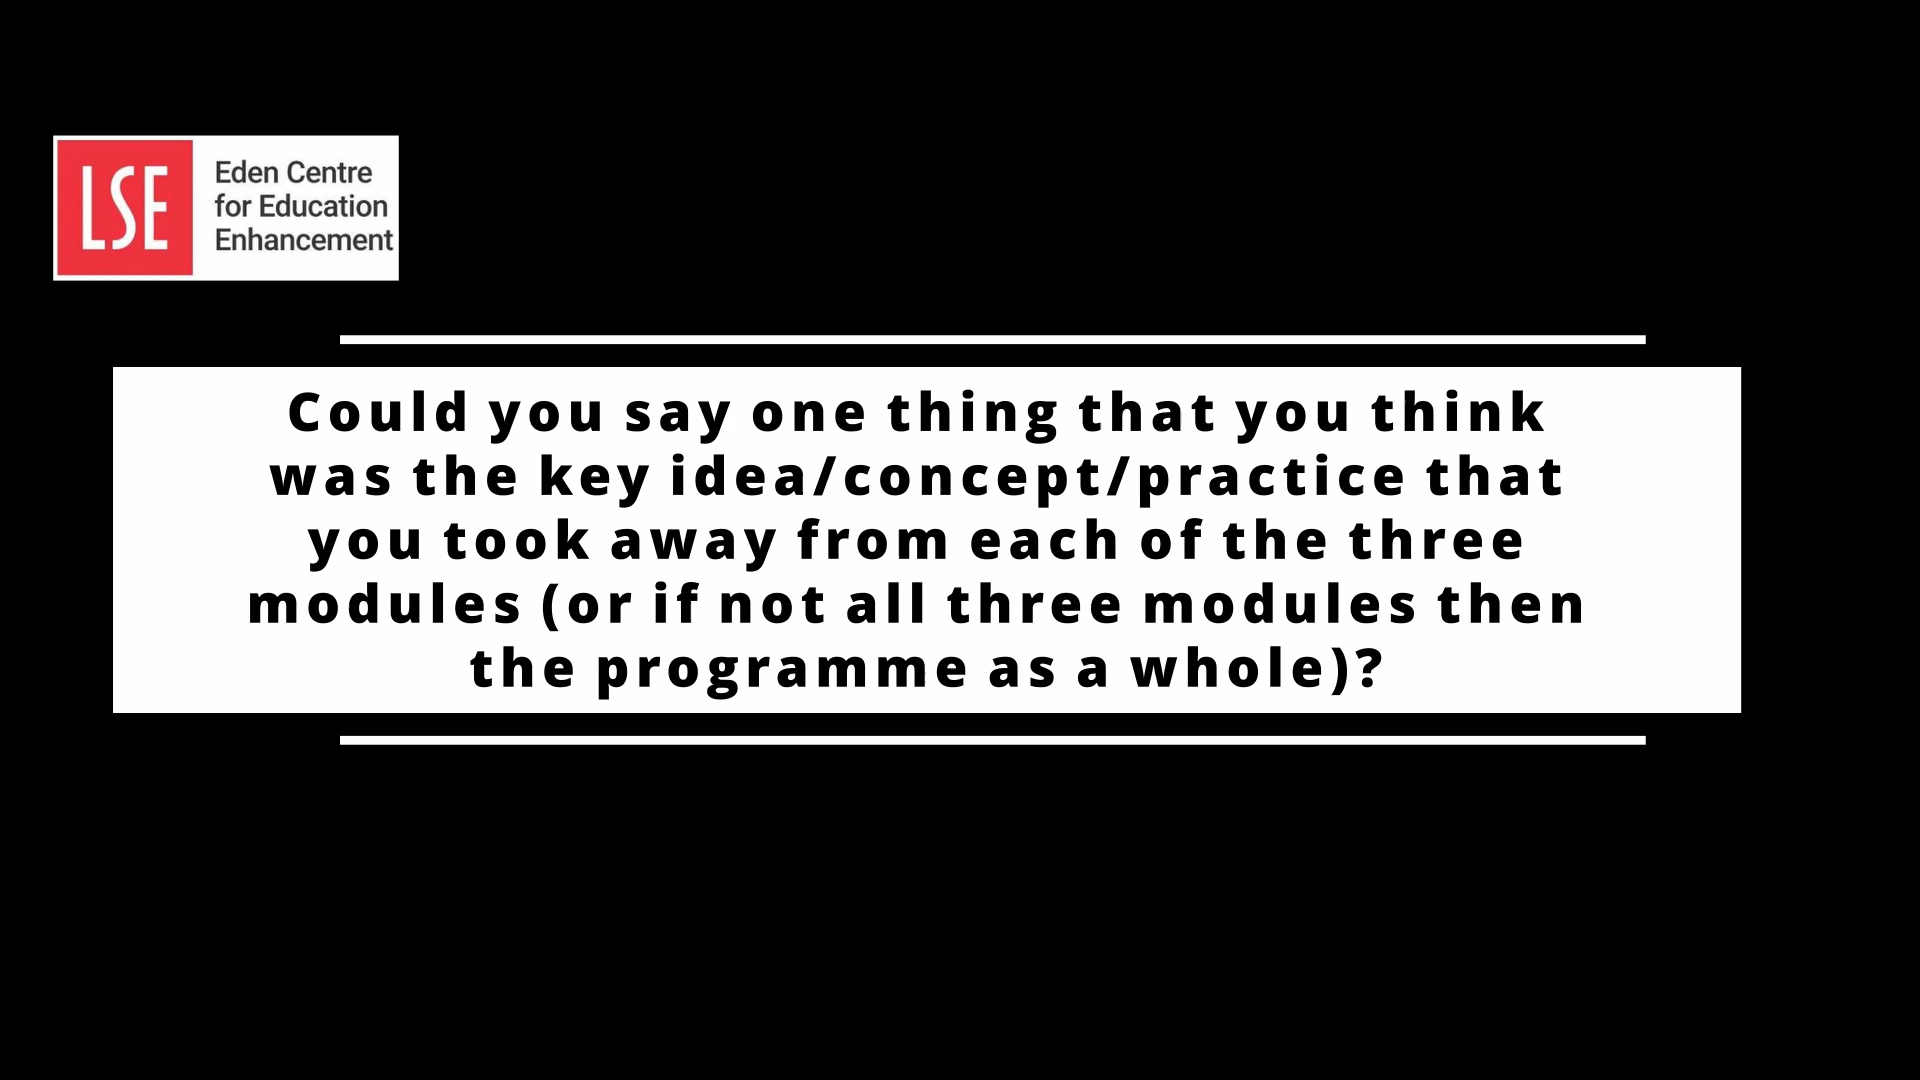 LSE
Eden Centre
for Education
Enhancement
Could you say one thing that you think
was the key idea/concept/practice that
you took away from each of the three
modules (or if not all three modules then
the programme as a whole)?